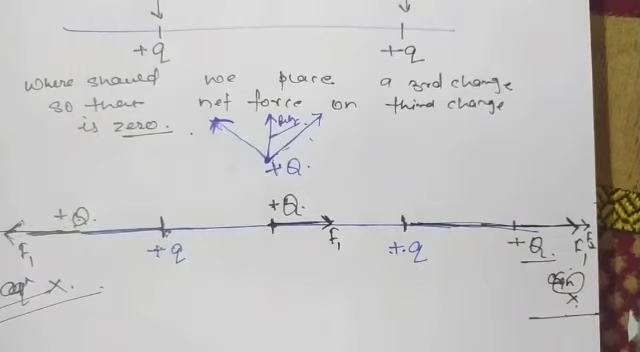 +q +q
where should we place a 3rd charge
so that net force on third charge
is zero.
+Q.
+Q. +Q.
F₁ +q F₁ +q +Q F₁